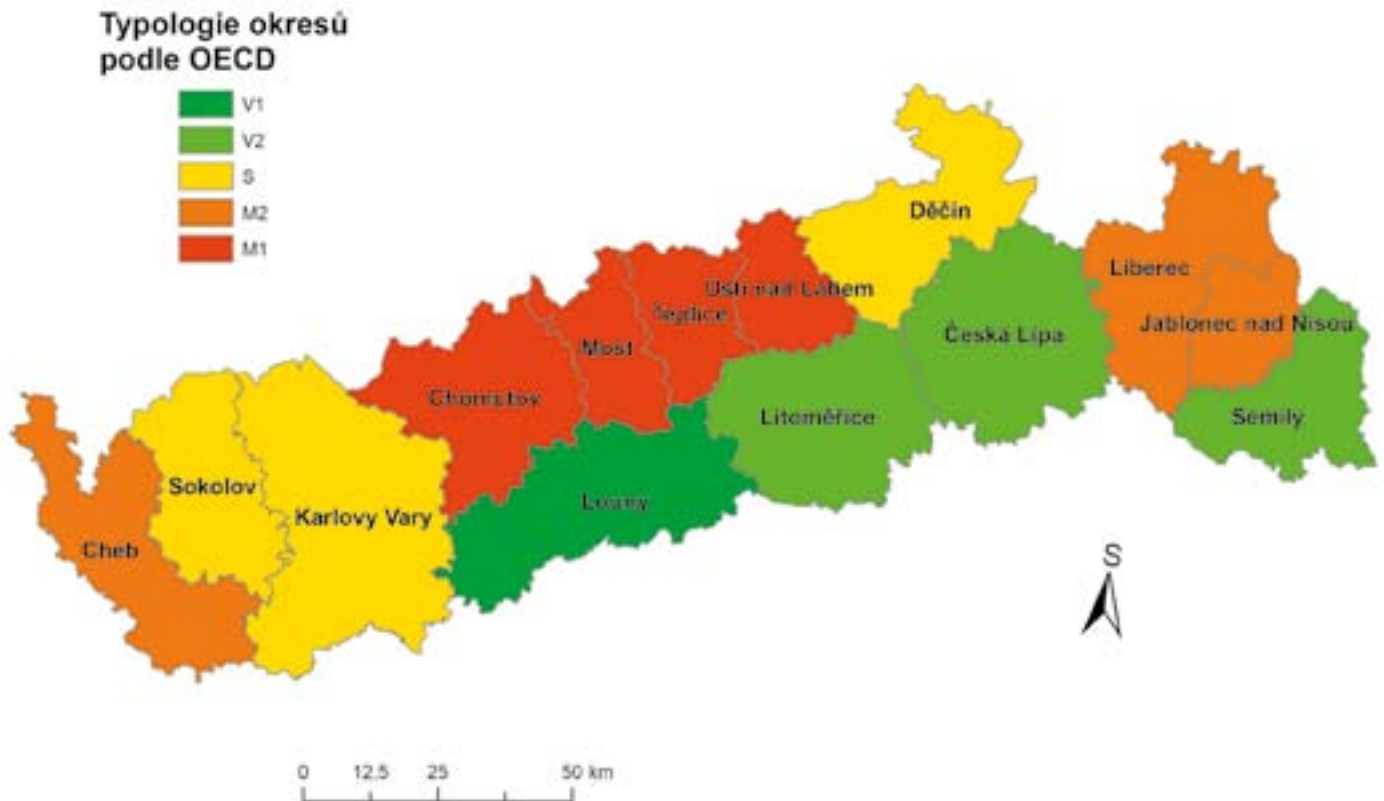 Typologie okresů
podle OECD
V1
V2
S
M2
M1
Děčín
Liberec
Ústí nad Labem
Teplice
Jablonec nad Nisou
Česká Lípa
Most
Chomutov
Litoměřice
Semily
Sokolov
Louny
Karlovy Vary
Cheb
S
0 12.5 25 50 km